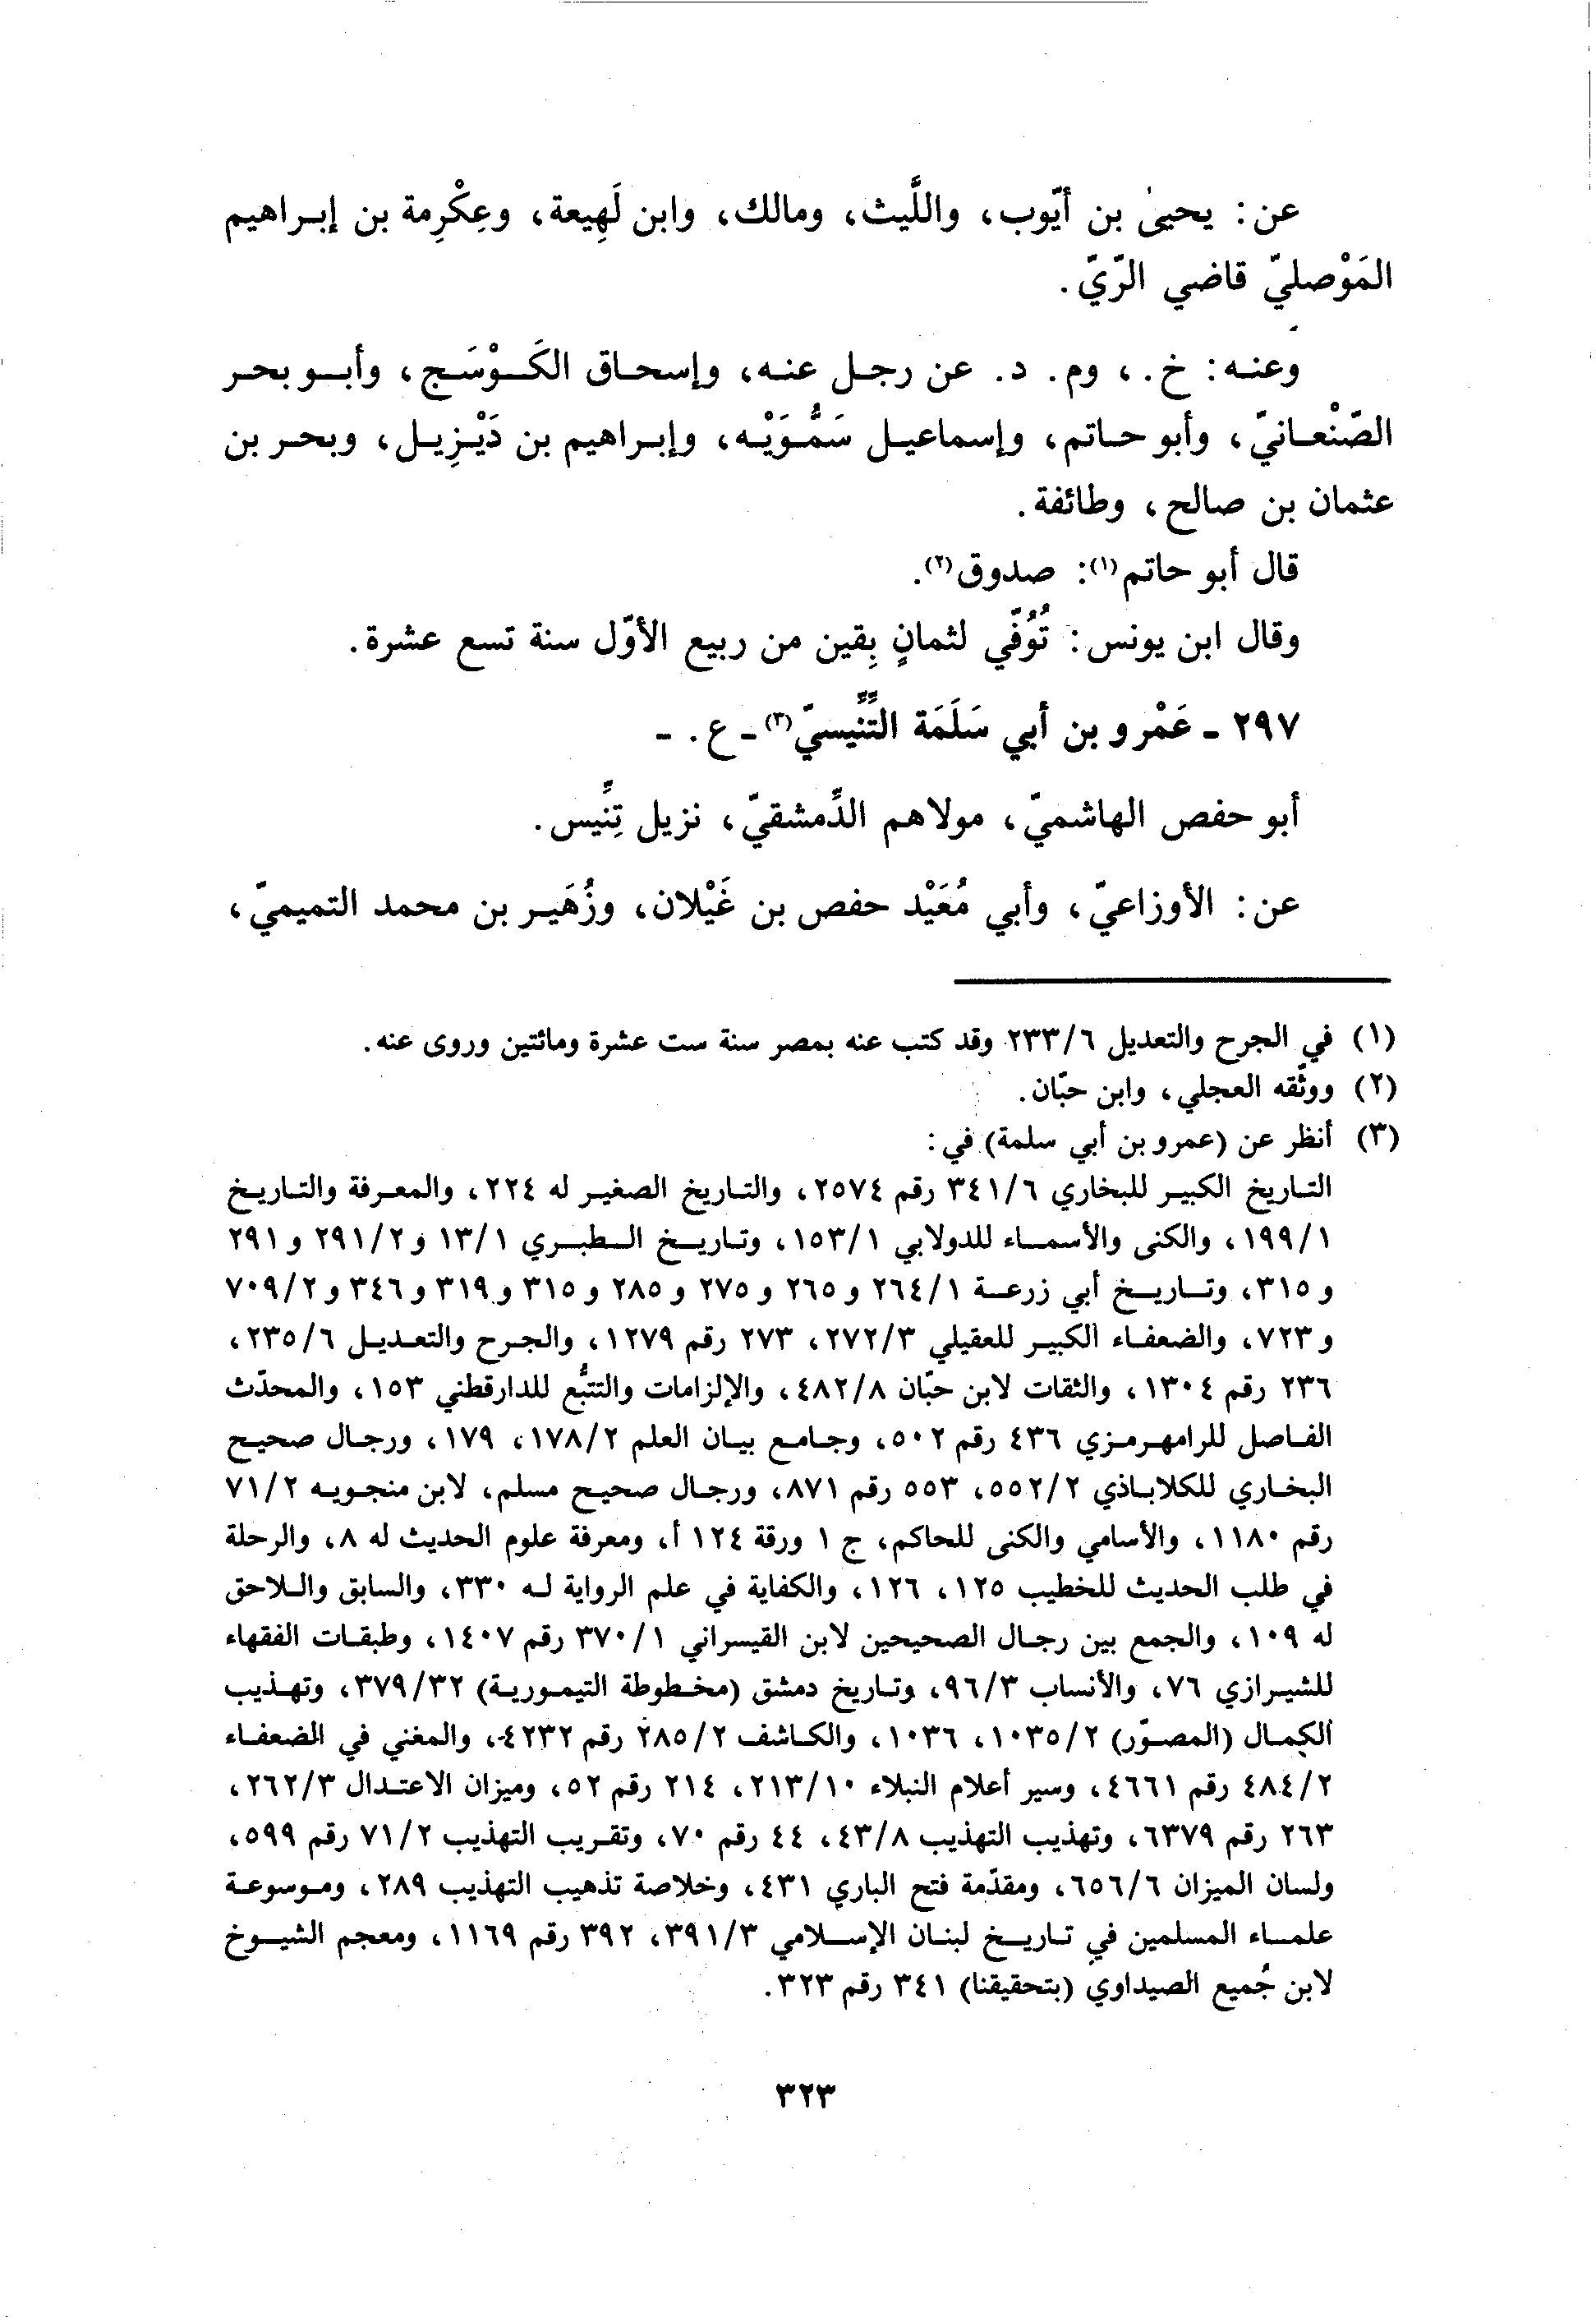 عن: يحيىٰ بن أيّوب، واللَّيث، ومالك، وابن لَهِيعة، وعِكْرِمة بن إبراهيم
المَوْصليّ قاضي الرّيّ.
وعنه: خ.، وم. د. عن رجل عنه، وإسحاق الكَوْسَج، وأبو بحر
الصّنْعانيّ، وأبو حاتم، وإسماعيل سَمُّوَيْه، وإبراهيم بن دَيْزِيل، وبحر بن
عثمان بن صالح، وطائفة.
قال أبو حاتم(١): صدوق(٢).
وقال ابن يونس: تُوُفّي لثمانٍ بِقين من ربيع الأوّل سنة تسع عشرة.
٢٩٧ - عَمْرو بن أبي سَلَمَة التِّنِّيسيّ(٣) - ع. -
أبو حفص الهاشميّ، مولاهم الدِّمشقيّ، نزيل تِنِّيس.
عن: الأوزاعيّ، وأبي مُعَيْد حفص بن غَيْلان، وزُهَير بن محمد التميميّ،
(١) في الجرح والتعديل ٢٣٣/٦ وقد كتب عنه بمصر سنة ست عشرة ومائتين وروى عنه.
(٢) ووثّقه العجلي، وابن حبّان.
(٣) أنظر عن (عمرو بن أبي سلمة) في:
التاريخ الكبير للبخاري ٣٤١/٦ رقم ٢٥٧٤، والتاريخ الصغير له ٢٢٤، والمعرفة والتاريخ
١٩٩/١، والكنى والأسماء للدولابي ١٥٣/١، وتاريخ الطبري ١٣/١ و٢٩١/٢ و٢٩١
و٣١٥، وتاريخ أبي زرعة ٢٦٤/١ و٢٦٥ و٢٧٥ و٢٨٥ و٣١٥ و٣١٩ و٣٤٦ و٧٠٩/٢
و٧٢٣، والضعفاء الكبير للعقيلي ٢٧٢/٣، ٢٧٣ رقم ١٢٧٩، والجرح والتعديل ٢٣٥/٦،
٢٣٦ رقم ١٣٠٤، والثقات لابن حبّان ٤٨٢/٨، والإلزامات والتتبُّع للدارقطني ١٥٣، والمحدّث
الفاصل للرامهرمزي ٤٣٦ رقم ٥٠٢، وجامع بيان العلم ١٧٨/٢، ١٧٩، ورجال صحيح
البخاري للكلاباذي ٥٥٢/٢، ٥٥٣ رقم ٨٧١، ورجال صحيح مسلم، لابن منجويه ٧١/٢
رقم ١١٨٠، والأسامي والكنى للحاكم، ج ١ ورقة ١٢٤ أ، ومعرفة علوم الحديث له ٨، والرحلة
في طلب الحديث للخطيب ١٢٥، ١٢٦، والكفاية في علم الرواية له ٣٣٠، والسابق واللاحق
له ١٠٩، والجمع بين رجال الصحيحين لابن القيسراني ٣٧٠/١ رقم ١٤٠٧، وطبقات الفقهاء
للشيرازي ٧٦، والأنساب ٩٦/٣، وتاريخ دمشق (مخطوطة التيمورية) ٣٧٩/٣٢، وتهذيب
الكمال (المصوّر) ١٠٣٥/٢، ١٠٣٦، والكاشف ٢٨٥/٢ رقم ٤٢٣٢، والمغني في الضعفاء
٤٨٤/٢ رقم ٤٦٦١، وسير أعلام النبلاء ٢١٣/١٠، ٢١٤ رقم ٥٢، وميزان الاعتدال ٢٦٢/٣،
٢٦٣ رقم ٦٣٧٩، وتهذيب التهذيب ٤٣/٨، ٤٤ رقم ٧٠، وتقريب التهذيب ٧١/٢ رقم ٥٩٩،
ولسان الميزان ٦٥٦/٦، ومقدّمة فتح الباري ٤٣١، وخلاصة تذهيب التهذيب ٢٨٩، وموسوعة
علماء المسلمين في تاريخ لبنان الإسلامي ٣٩١/٣، ٣٩٢ رقم ١١٦٩، ومعجم الشيوخ
لابن جُميع الصيداوي (بتحقيقنا) ٣٤١ رقم ٣٢٣.
٣٢٣